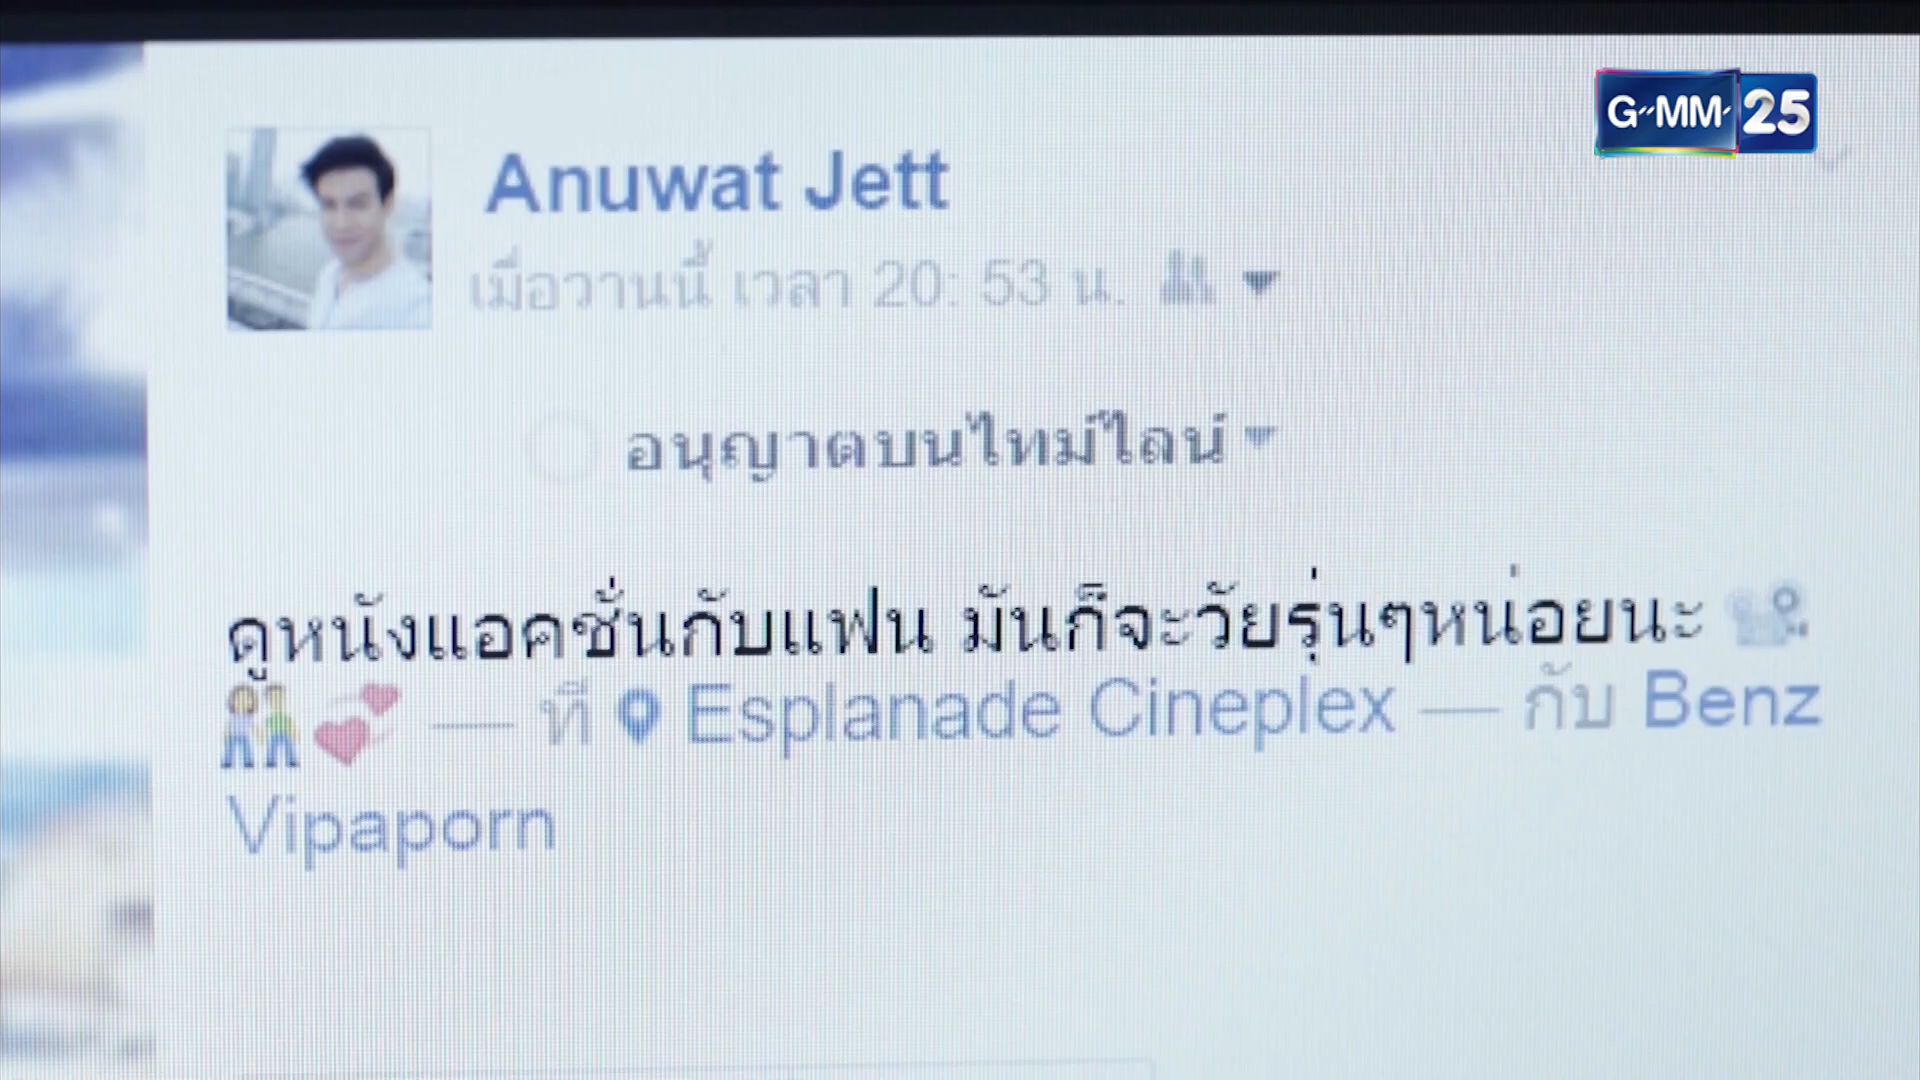 GMM 25
Anuwat Jett
เมื่อวานนี้ เวลา 20: 53 น.
อนุญาตบนไทม์ไลน์
ดูหนังแอคชั่นกับแฟน มันก็จะวัยรุ่นๆหน่อยนะ
— ที่ Esplanade Cineplex — กับ Benz
Vipaporn